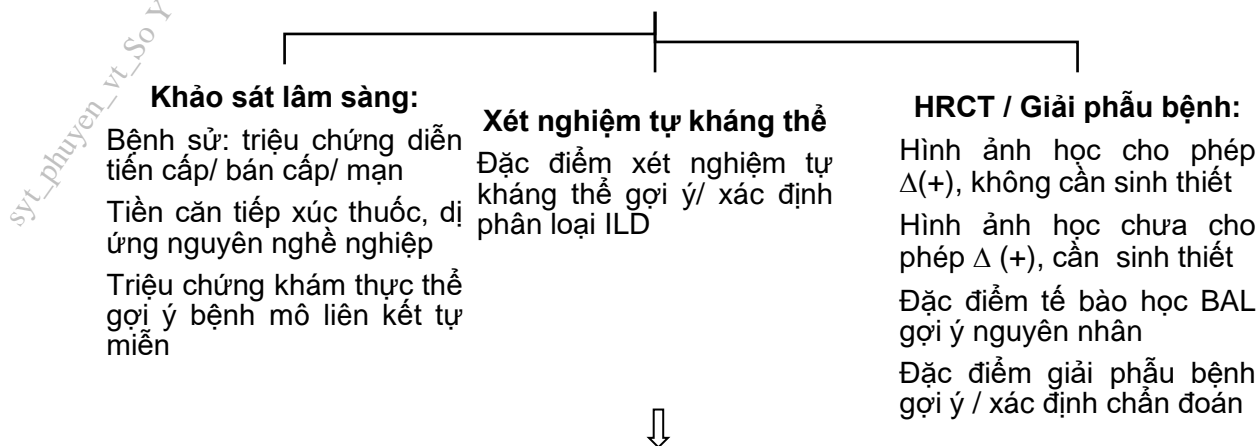 syt_phuyen_vt_So Y
Khảo sát lâm sàng:
Bệnh sử: triệu chứng diễn
tiến cấp/ bán cấp/ mạn
Tiền căn tiếp xúc thuốc, dị
ứng nguyên nghề nghiệp
Triệu chứng khám thực thể
gợi ý bệnh mô liên kết tự
miễn
Xét nghiệm tự kháng thể
Đặc điểm xét nghiệm tự
kháng thể gợi ý/ xác định
phân loại ILD
HRCT / Giải phẫu bệnh:
Hình ảnh học cho phép
∆(+), không cần sinh thiết
Hình ảnh học chưa cho
phép ∆ (+), cần sinh thiết
Đặc điểm tế bào học BAL
gợi ý nguyên nhân
Đặc điểm giải phẫu bệnh
gợi ý / xác định chẩn đoán